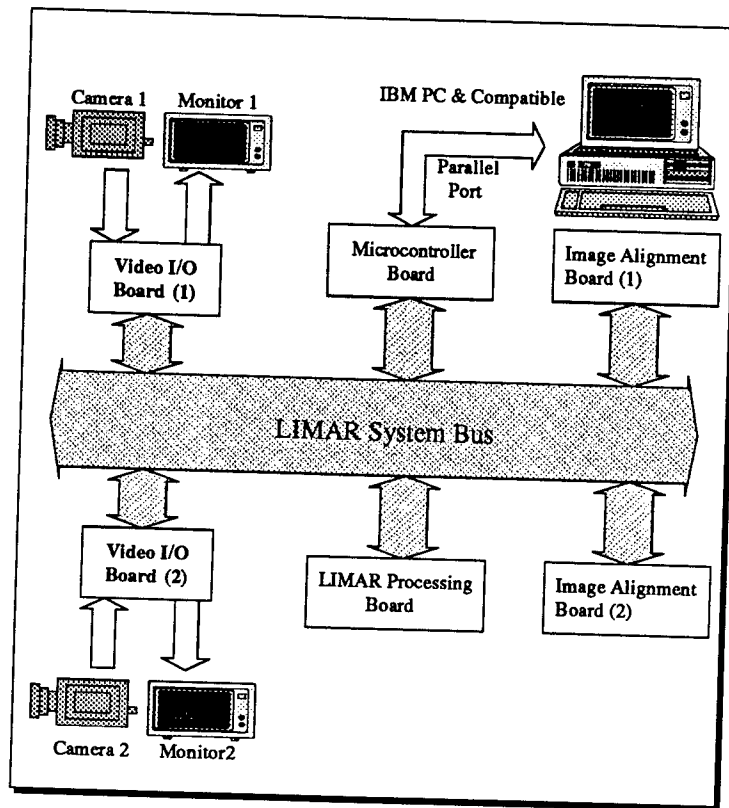 Camera 1
Monitor 1
IBM PC & Compatible
Parallel
Port
Video I/O
Board (1)
Microcontroller
Board
Image Alignment
Board (1)
LIMAR System Bus
Video I/O
Board (2)
LIMAR Processing
Board
Image Alignment
Board (2)
Camera 2
Monitor2